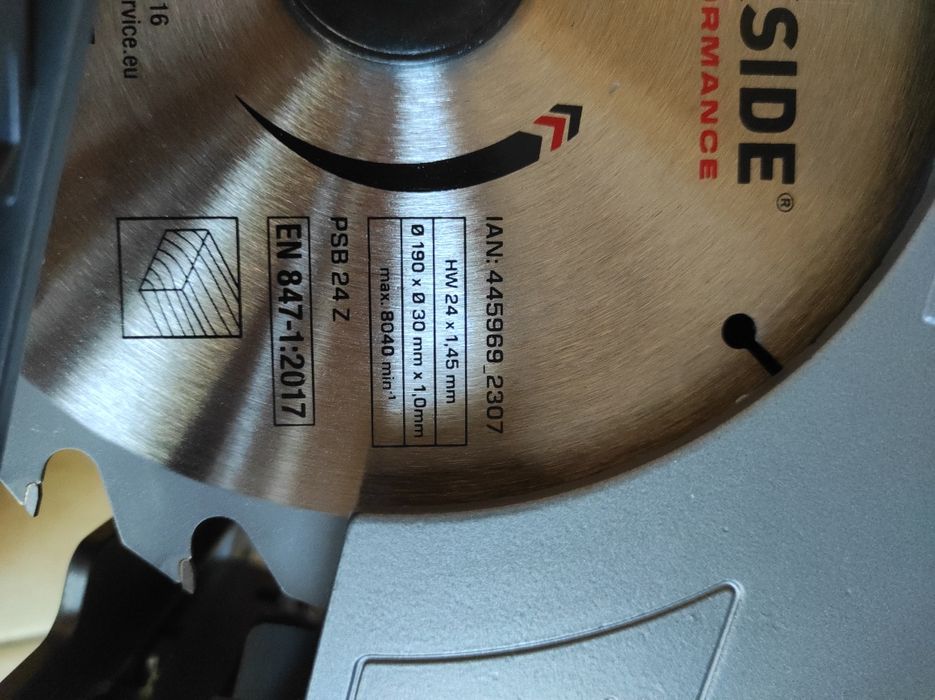 SIDE®
RMANCE
IAN: 445969_2307
HW 24 x 1,45 mm
Ø 190 x Ø 30 mm x 1,0mm
max. 8040 min⁻¹
PSB 24 Z
EN 847-1:2017
16
rvice.eu